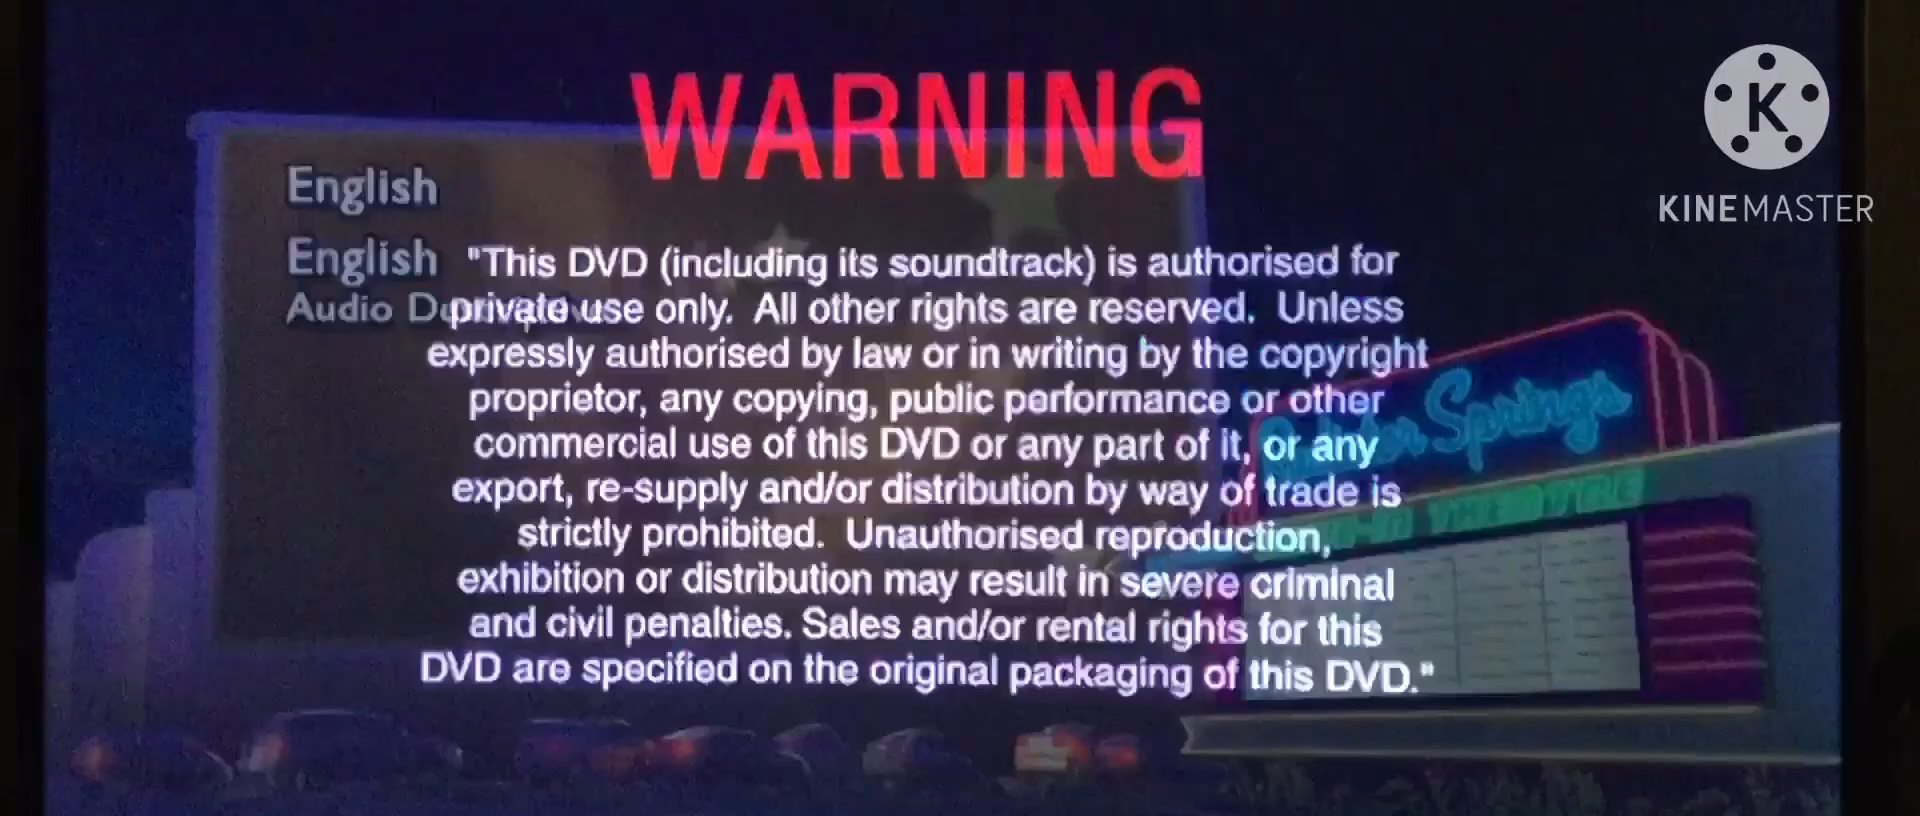 WARNING
K
KINEMASTER
English
English
Audio
"This DVD (including its soundtrack) is authorised for
private use only. All other rights are reserved. Unless
expressly authorised by law or in writing by the copyright
proprietor, any copying, public performance or other
commercial use of this DVD or any part of it, or any
export, re-supply and/or distribution by way of trade is
strictly prohibited. Unauthorised reproduction,
exhibition or distribution may result in severe criminal
and civil penalties. Sales and/or rental rights for this
DVD are specified on the original packaging of this DVD."
Springs